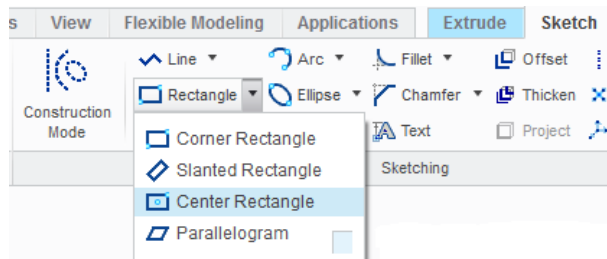 s View Flexible Modeling Applications Extrude Sketch
Line Arc Fillet Offset
Rectangle Ellipse Chamfer Thicken
Construction
Mode
Text Project
Corner Rectangle
Slanted Rectangle
Sketching
Center Rectangle
Parallelogram